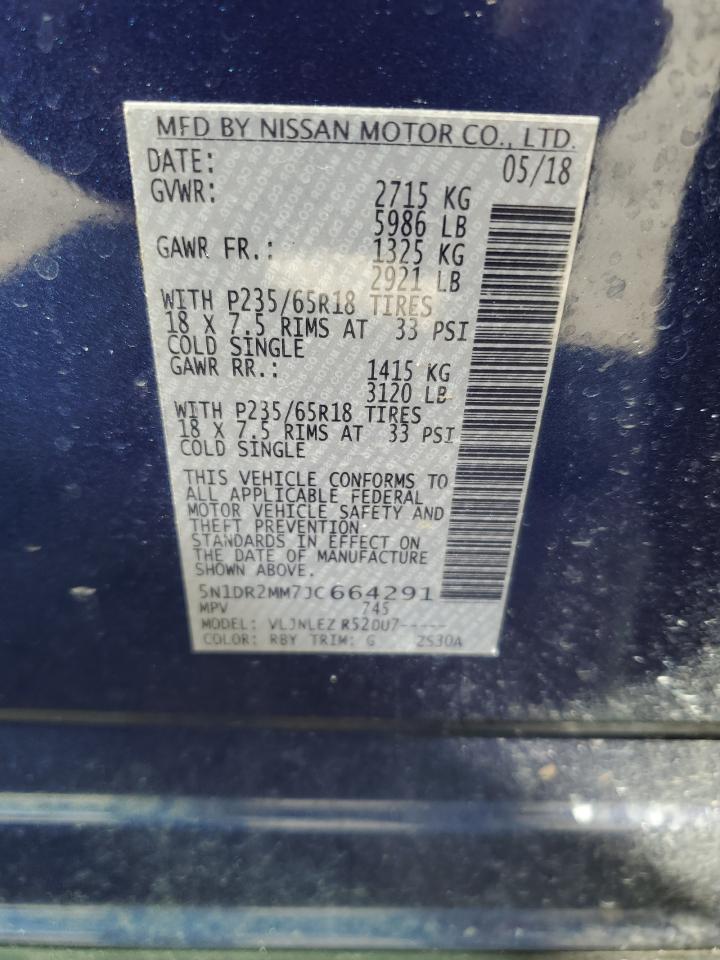 MFD BY NISSAN MOTOR CO., LTD.
DATE: 05/18
GVWR: 2715 KG
5986 LB
GAWR FR.: 1325 KG
2921 LB
WITH P235/65R18 TIRES
18 X 7.5 RIMS AT 33 PSI
COLD SINGLE
GAWR RR.: 1415 KG
3120 LB
WITH P235/65R18 TIRES
18 X 7.5 RIMS AT 33 PSI
COLD SINGLE
THIS VEHICLE CONFORMS TO
ALL APPLICABLE FEDERAL
MOTOR VEHICLE SAFETY AND
THEFT PREVENTION
STANDARDS IN EFFECT ON
THE DATE OF MANUFACTURE
SHOWN ABOVE.
5N1DR2MM7JC664291
MPV 745
MODEL: VLJNLEZ R520U7-----
COLOR: RBY TRIM: G 2S30A